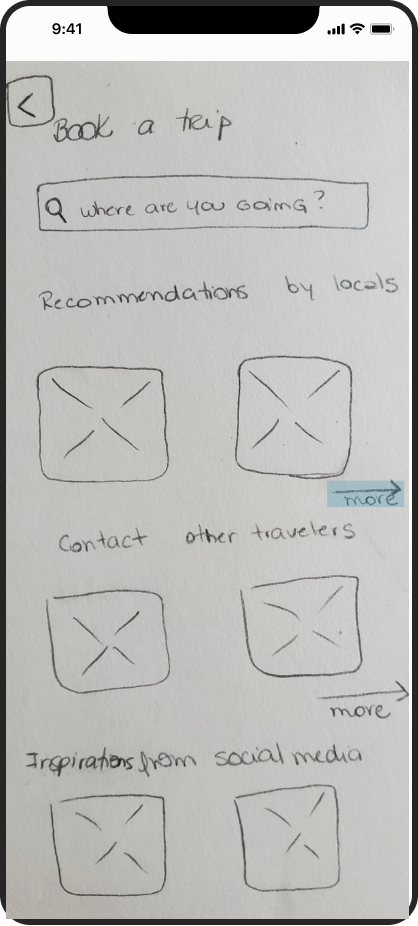 9:41
Book a trip
where are you Going?
Recommendations by locals
more
Contact other travelers
more
Inspirations from social media